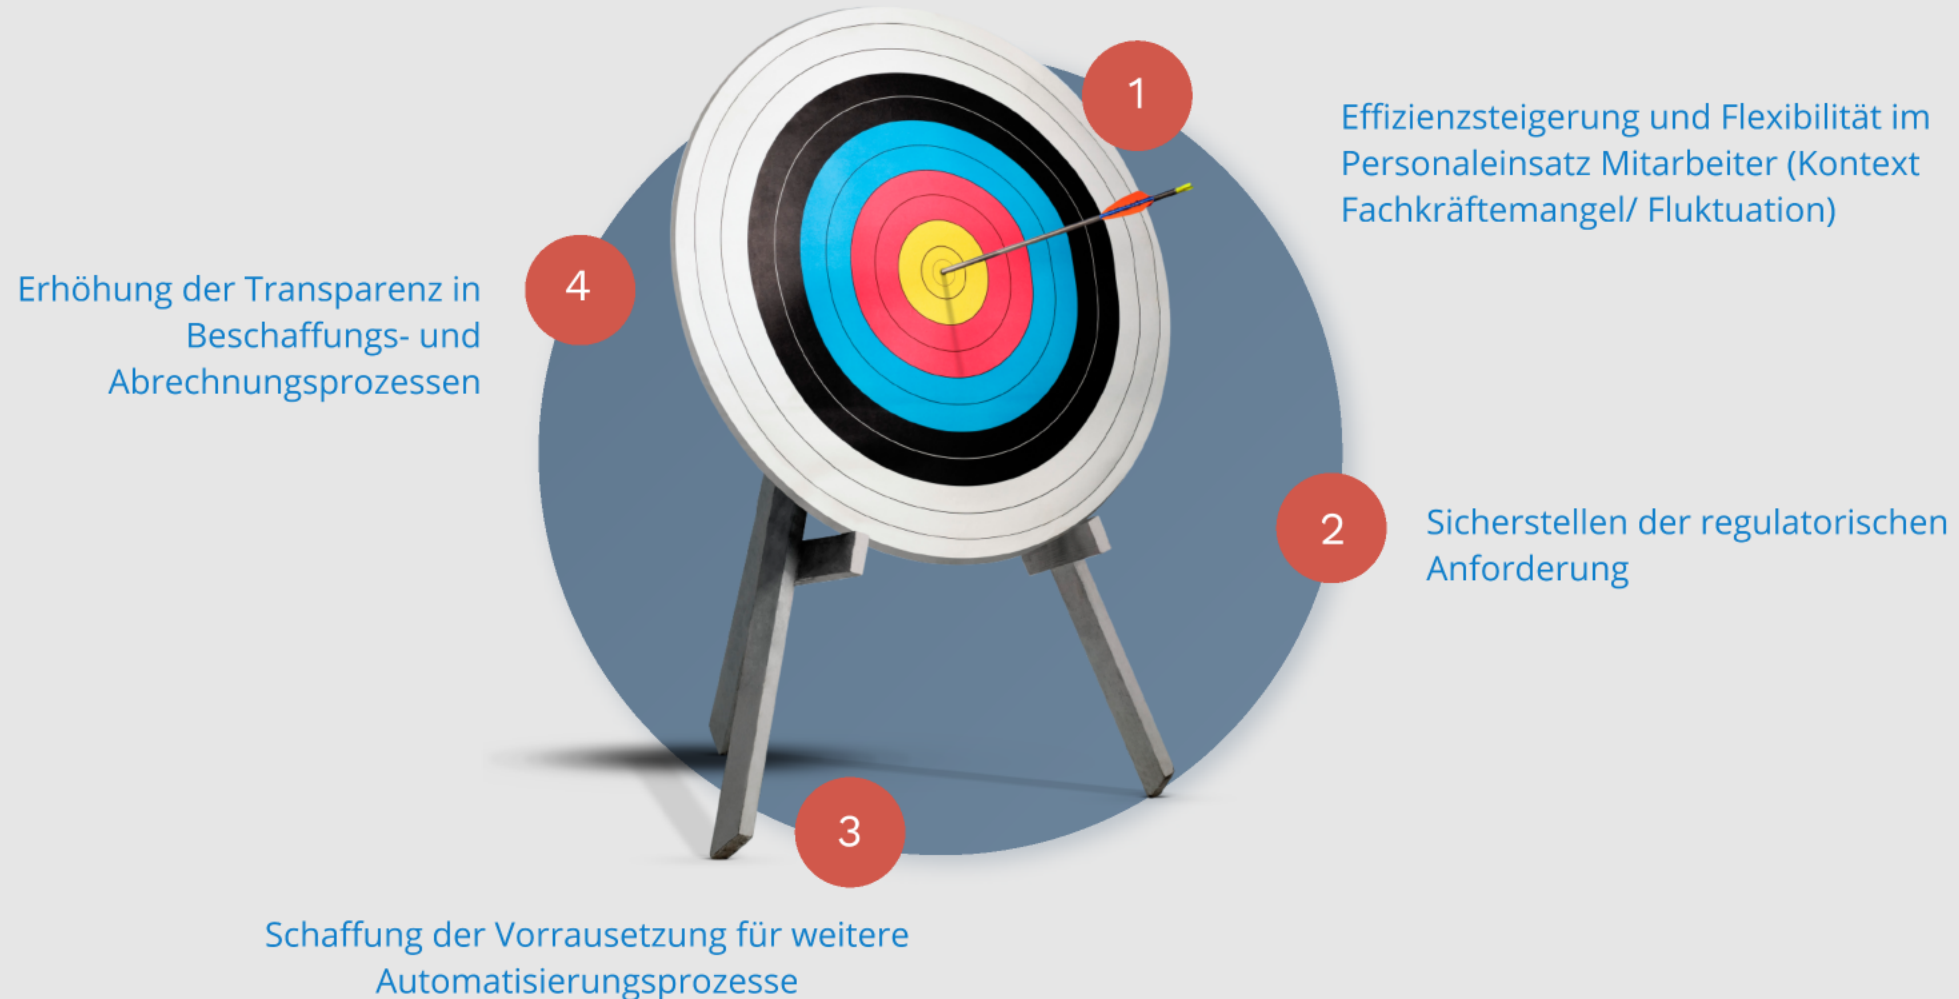 1
Effizienzsteigerung und Flexibilität im
Personaleinsatz Mitarbeiter (Kontext
Fachkräftemangel/ Fluktuation)
2
Sicherstellen der regulatorischen
Anforderung
3
Schaffung der Vorrausetzung für weitere
Automatisierungsprozesse
4
Erhöhung der Transparenz in
Beschaffungs- und
Abrechnungsprozessen